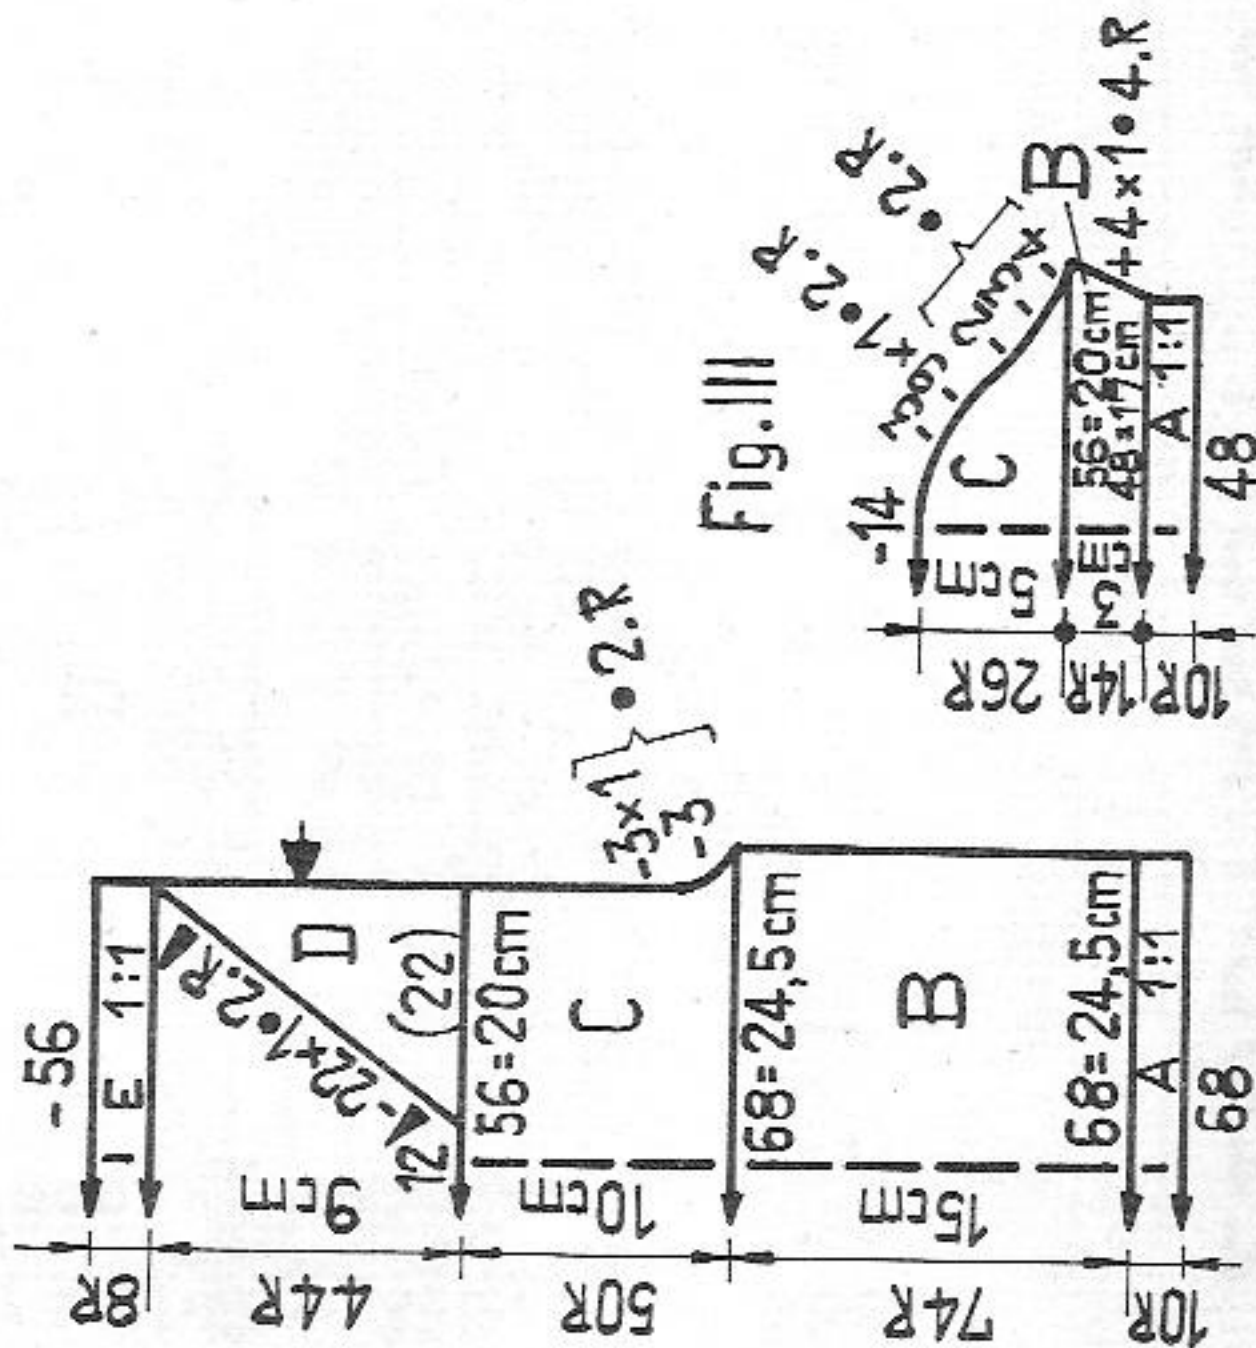 -56
E 1:1
8R
-22×1•2.R
D
(22)
9cm
44R
12
56=20cm
C
10cm
50R
-3×1
-3
•2.R
68=24,5cm
B
15cm
74R
68=24,5cm
A 1:1
10R
68
Fig.III
-14
C
5cm
26R
×1•2.R
•2.R
B
+4×1•4.R
56=20cm
48=17cm
3cm
14R
A 1:1
10R
48